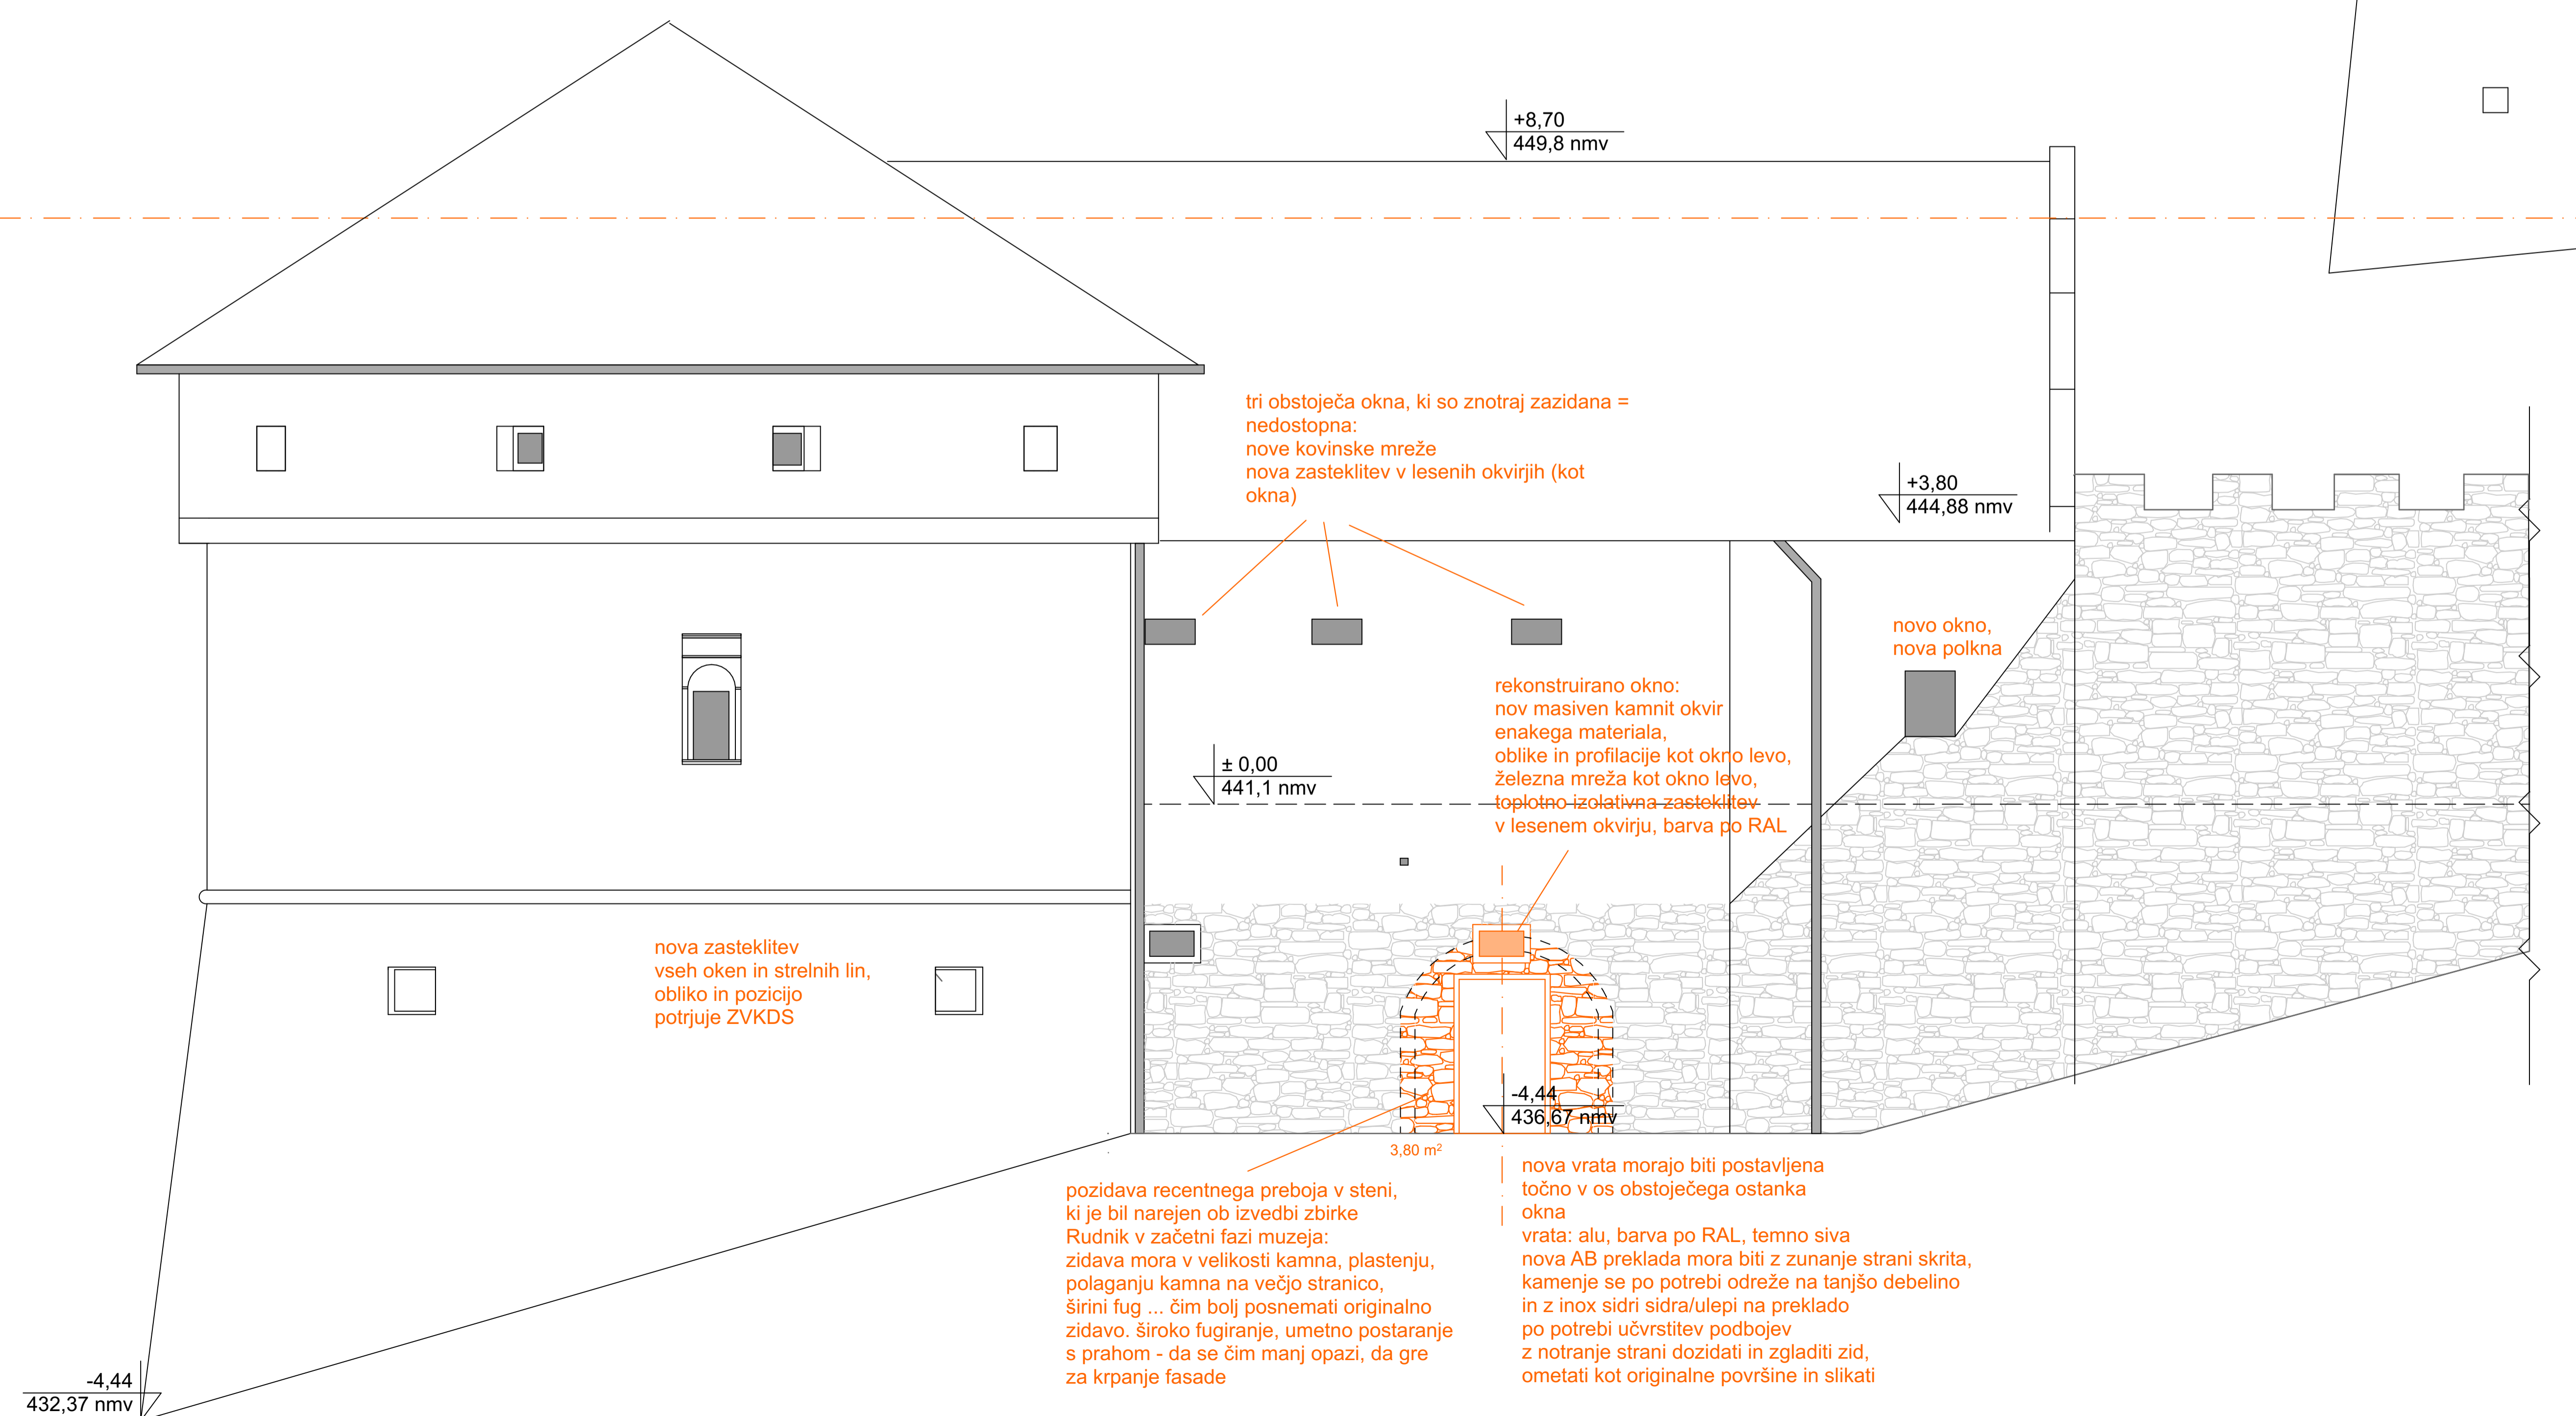 +8,70
449,8 nmv
tri obstoječa okna, ki so znotraj zazidana =
nedostopna:
nove kovinske mreže
nova zasteklitev v lesenih okvirjih (kot
okna)
+3,80
444,88 nmv
novo okno,
nova polkna
rekonstruirano okno:
nov masiven kamnit okvir
enakega materiala,
oblike in profilacije kot okno levo,
železna mreža kot okno levo,
toplotno izolativna zasteklitev
v lesenem okvirju, barva po RAL
± 0,00
441,1 nmv
nova zasteklitev
vseh oken in strelnih lin,
obliko in pozicijo
potrjuje ZVKDS
-4,44
436,67 nmv
3,80 m²
pozidava recentnega preboja v steni,
ki je bil narejen ob izvedbi zbirke
Rudnik v začetni fazi muzeja:
zidava mora v velikosti kamna, plastenju,
polaganju kamna na večjo stranico,
širini fug ... čim bolj posnemati originalno
zidavo. široko fugiranje, umetno postaranje
s prahom - da se čim manj opazi, da gre
za krpanje fasade
nova vrata morajo biti postavljena
točno v os obstoječega ostanka
okna
vrata: alu, barva po RAL, temno siva
nova AB preklada mora biti z zunanje strani skrita,
kamenje se po potrebi odreže na tanjšo debelino
in z inox sidri sidra/ulepi na preklado
po potrebi učvrstitev podbojev
z notranje strani dozidati in zgladiti zid,
ometati kot originalne površine in slikati
-4,44
432,37 nmv